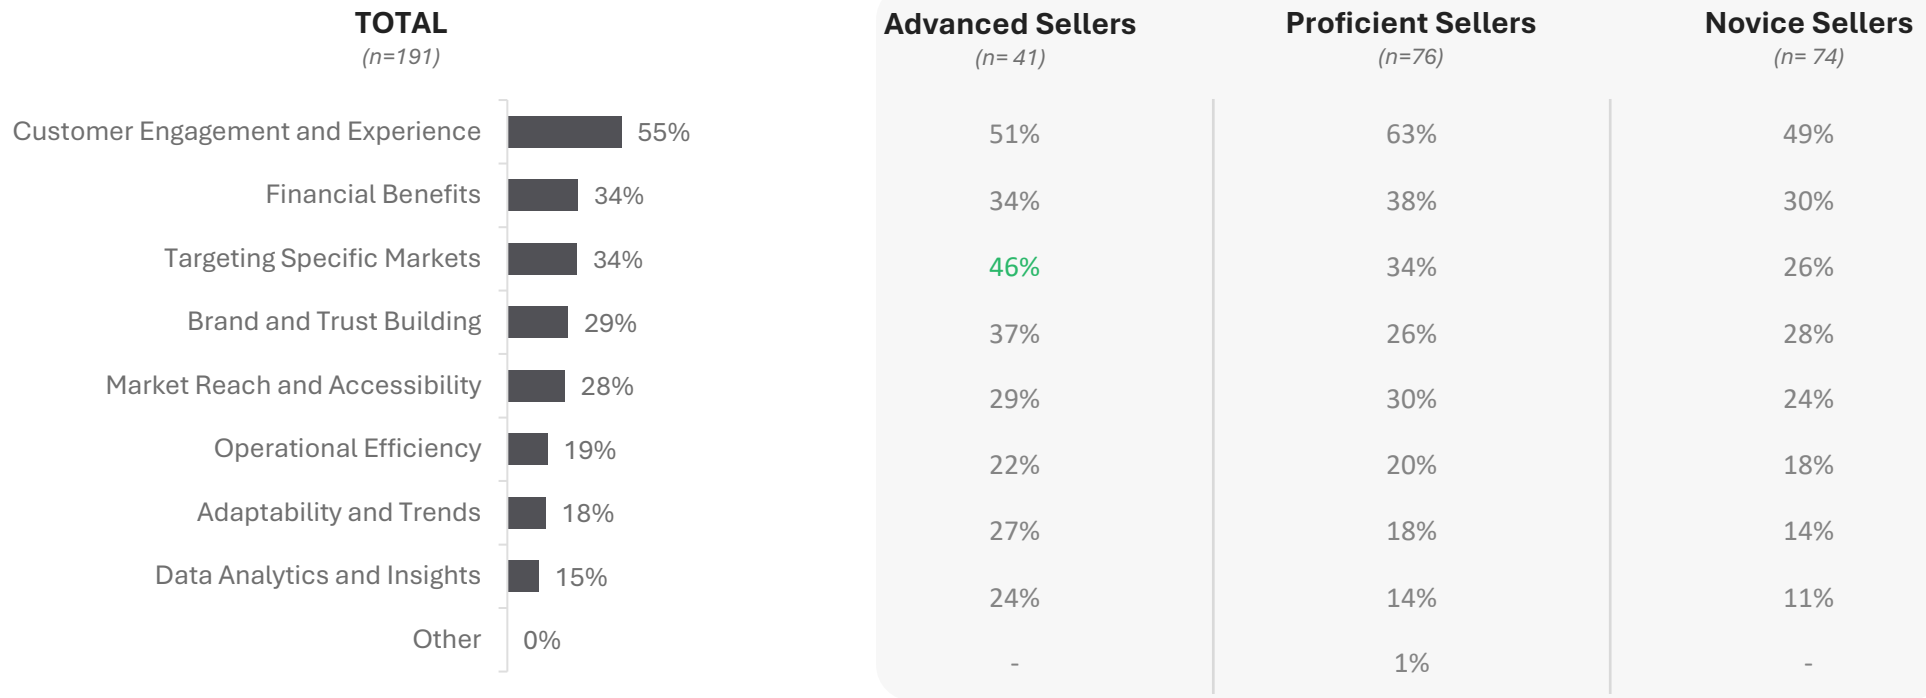 TOTAL
(n=191)
Advanced Sellers
(n= 41)
Proficient Sellers
(n=76)
Novice Sellers
(n= 74)
Customer Engagement and Experience 55% 51% 63% 49%
Financial Benefits 34% 34% 38% 30%
Targeting Specific Markets 34% 46% 34% 26%
Brand and Trust Building 29% 37% 26% 28%
Market Reach and Accessibility 28% 29% 30% 24%
Operational Efficiency 19% 22% 20% 18%
Adaptability and Trends 18% 27% 18% 14%
Data Analytics and Insights 15% 24% 14% 11%
Other 0% - 1% -